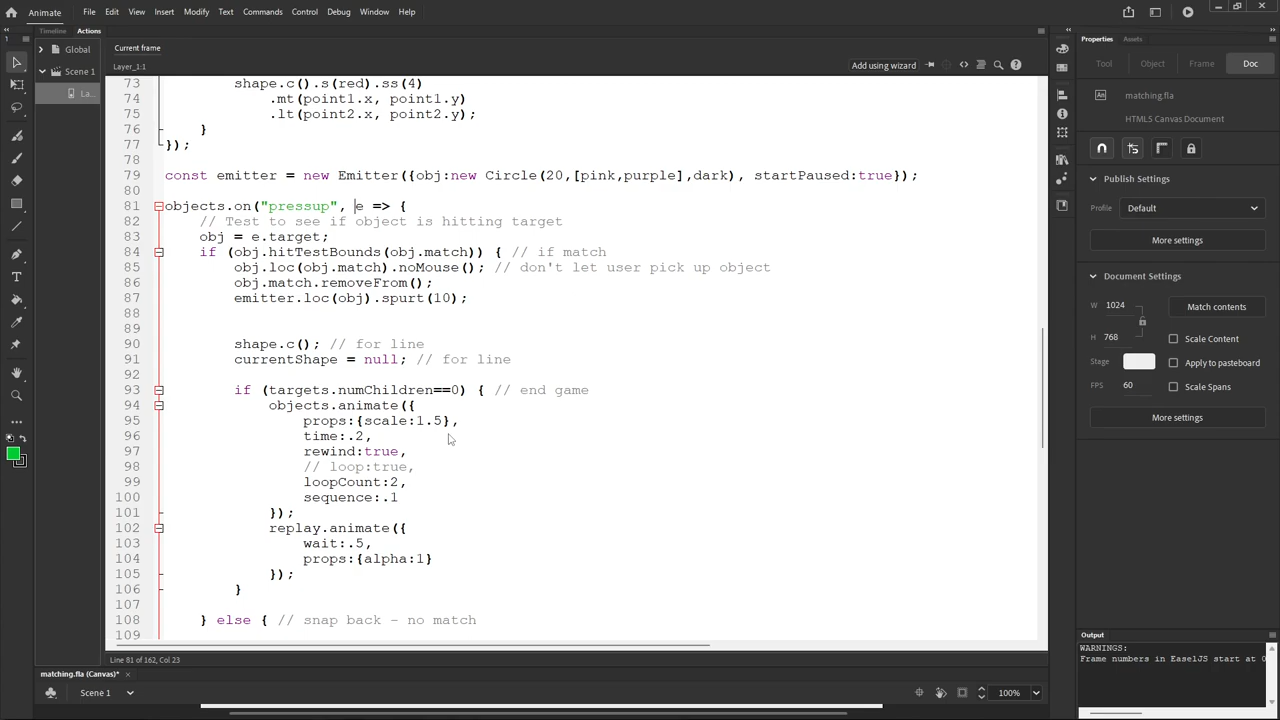 Animate
File
Edit
View
Insert
Modify
Text
Commands
Control
Debug
Window
Help
Timeline
Actions
Global
Scene 1
La...
Current frame
Layer_1:1
Add using wizard
73 shape.c().s(red).ss(4)
74 .mt(point1.x, point1.y)
75 .lt(point2.x, point2.y);
76 }
77 });
78
79 const emitter = new Emitter({obj:new Circle(20,[pink,purple],dark), startPaused:true});
80
81 objects.on("pressup", e => {
82 // Test to see if object is hitting target
83 obj = e.target;
84 if (obj.hitTestBounds(obj.match)) { // if match
85 obj.loc(obj.match).noMouse(); // don't let user pick up object
86 obj.match.removeFrom();
87 emitter.loc(obj).spurt(10);
88
89
90 shape.c(); // for line
91 currentShape = null; // for line
92
93 if (targets.numChildren==0) { // end game
94 objects.animate({
95 props:{scale:1.5},
96 time:.2,
97 rewind:true,
98 // loop:true,
99 loopCount:2,
100 sequence:.1
101 });
102 replay.animate({
103 wait:.5,
104 props:{alpha:1}
105 });
106 }
107
108 } else { // snap back - no match
109
Line 81 of 162, Col 23
matching.fla (Canvas)*
Scene 1
100%
Properties
Assets
Tool
Object
Frame
Doc
An
matching.fla
HTML5 Canvas Document
Publish Settings
Profile
Default
More settings
Document Settings
W
1024
Match contents
H
768
Scale Content
Stage
Apply to pasteboard
FPS
60
Scale Spans
More settings
Output
WARNINGS:
Frame numbers in EaselJS start at 0